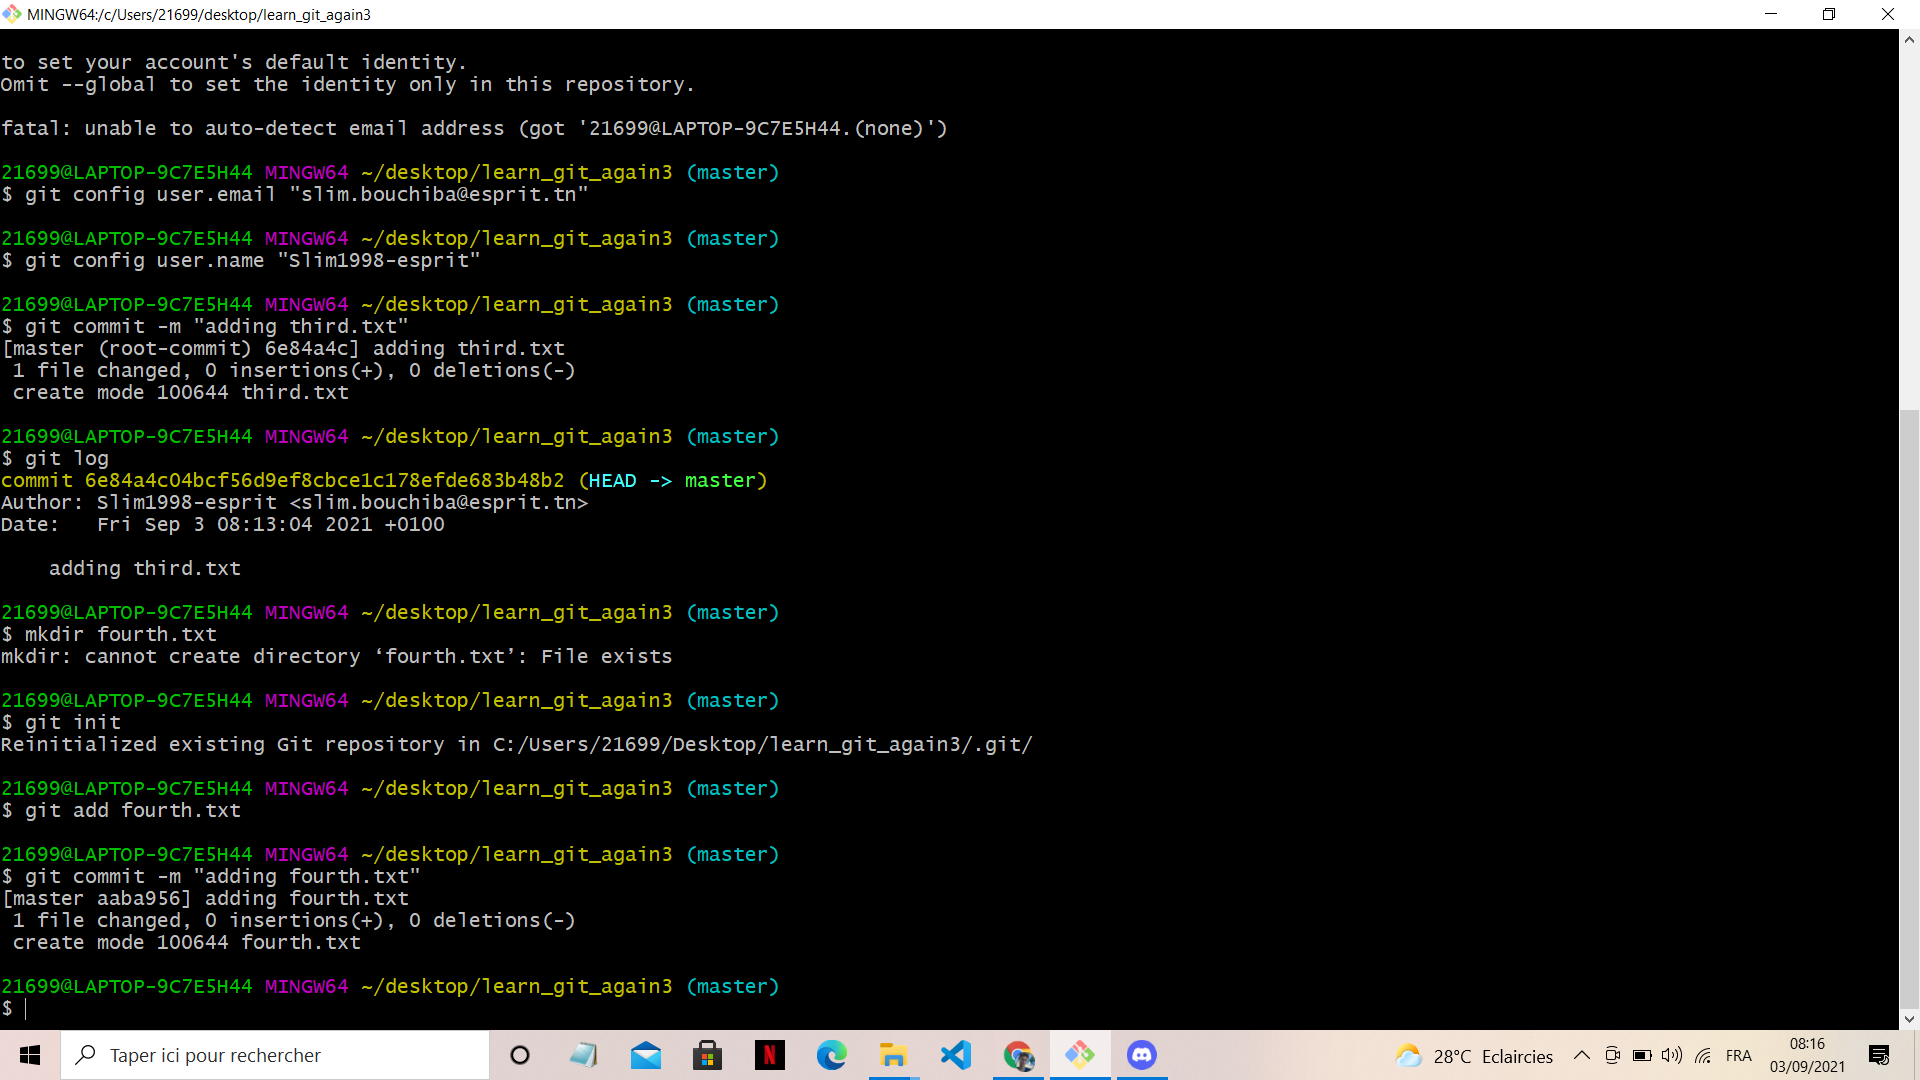 MINGW64:/c/Users/21699/desktop/learn_git_again3
to set your account's default identity.
Omit --global to set the identity only in this repository.
fatal: unable to auto-detect email address (got '21699@LAPTOP-9C7E5H44.(none)')
21699@LAPTOP-9C7E5H44 MINGW64 ~/desktop/learn_git_again3 (master)
$ git config user.email "slim.bouchiba@esprit.tn"
21699@LAPTOP-9C7E5H44 MINGW64 ~/desktop/learn_git_again3 (master)
$ git config user.name "Slim1998-esprit"
21699@LAPTOP-9C7E5H44 MINGW64 ~/desktop/learn_git_again3 (master)
$ git commit -m "adding third.txt"
[master (root-commit) 6e84a4c] adding third.txt
1 file changed, 0 insertions(+), 0 deletions(-)
create mode 100644 third.txt
21699@LAPTOP-9C7E5H44 MINGW64 ~/desktop/learn_git_again3 (master)
$ git log
commit 6e84a4c04bcf56d9ef8cbce1c178efde683b48b2 (HEAD -> master)
Author: Slim1998-esprit <slim.bouchiba@esprit.tn>
Date:   Fri Sep 3 08:13:04 2021 +0100
adding third.txt
21699@LAPTOP-9C7E5H44 MINGW64 ~/desktop/learn_git_again3 (master)
$ mkdir fourth.txt
mkdir: cannot create directory ‘fourth.txt’: File exists
21699@LAPTOP-9C7E5H44 MINGW64 ~/desktop/learn_git_again3 (master)
$ git init
Reinitialized existing Git repository in C:/Users/21699/Desktop/learn_git_again3/.git/
21699@LAPTOP-9C7E5H44 MINGW64 ~/desktop/learn_git_again3 (master)
$ git add fourth.txt
21699@LAPTOP-9C7E5H44 MINGW64 ~/desktop/learn_git_again3 (master)
$ git commit -m "adding fourth.txt"
[master aaba956] adding fourth.txt
1 file changed, 0 insertions(+), 0 deletions(-)
create mode 100644 fourth.txt
21699@LAPTOP-9C7E5H44 MINGW64 ~/desktop/learn_git_again3 (master)
$
Taper ici pour rechercher
N
28°C Eclaircies
FRA
08:16
03/09/2021